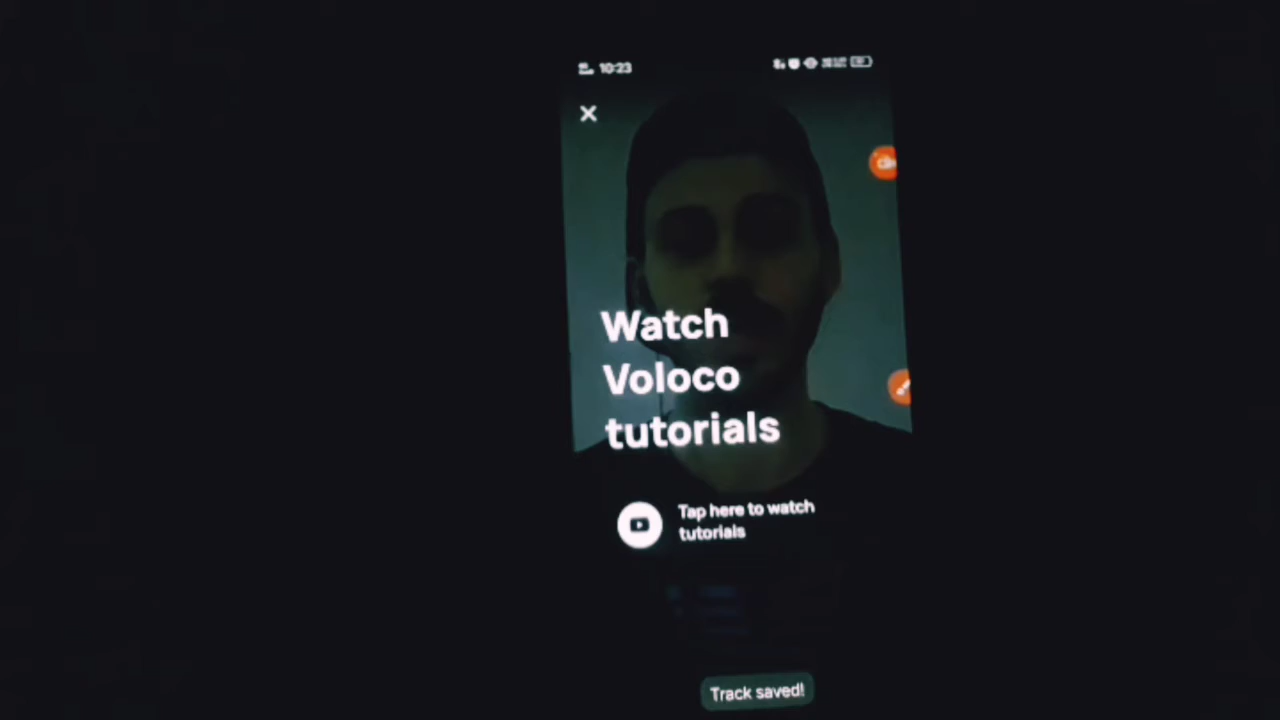 10:23
Watch
Voloco
tutorials
Tap here to watch
tutorials
Track saved!